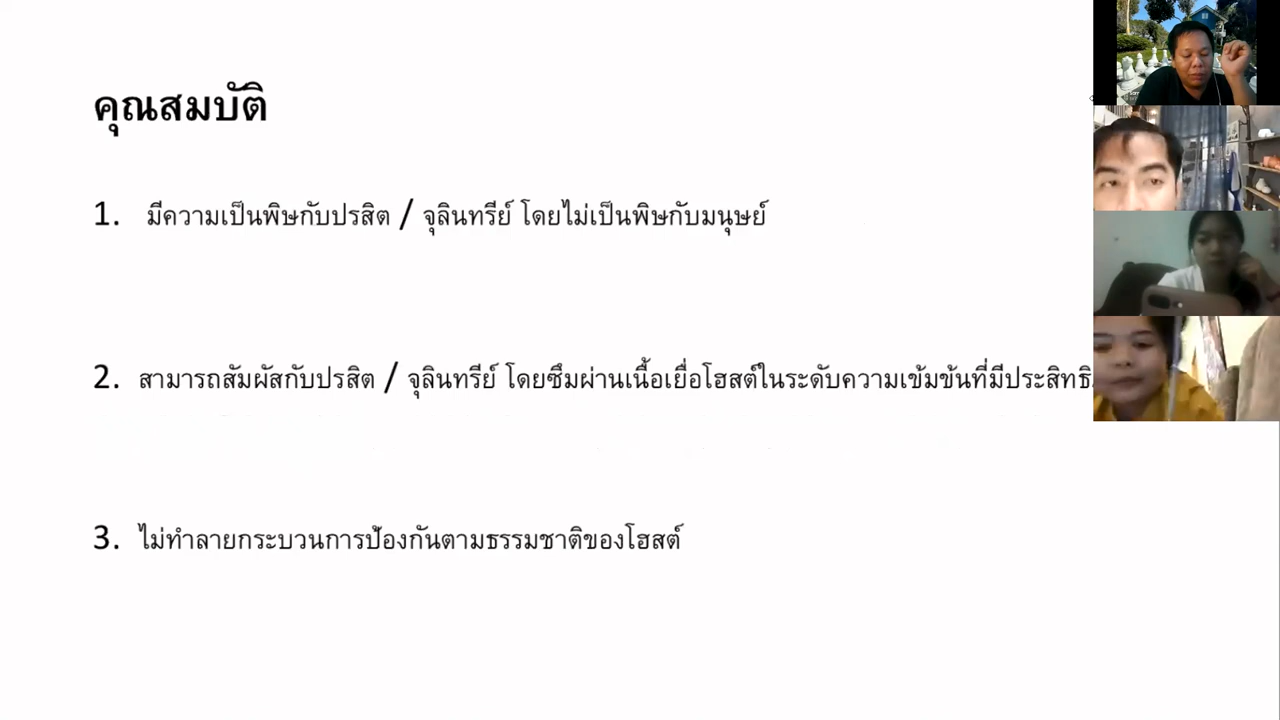 คุณสมบัติ
1. มีความเป็นพิษกับปรสิต / จุลินทรีย์ โดยไม่เป็นพิษกับมนุษย์
2. สามารถสัมผัสกับปรสิต / จุลินทรีย์ โดยซึมผ่านเนื้อเยื่อโฮสต์ในระดับความเข้มข้นที่มี
3. ไม่ทำลายกระบวนการป้องกันตามธรรมชาติของโฮสต์